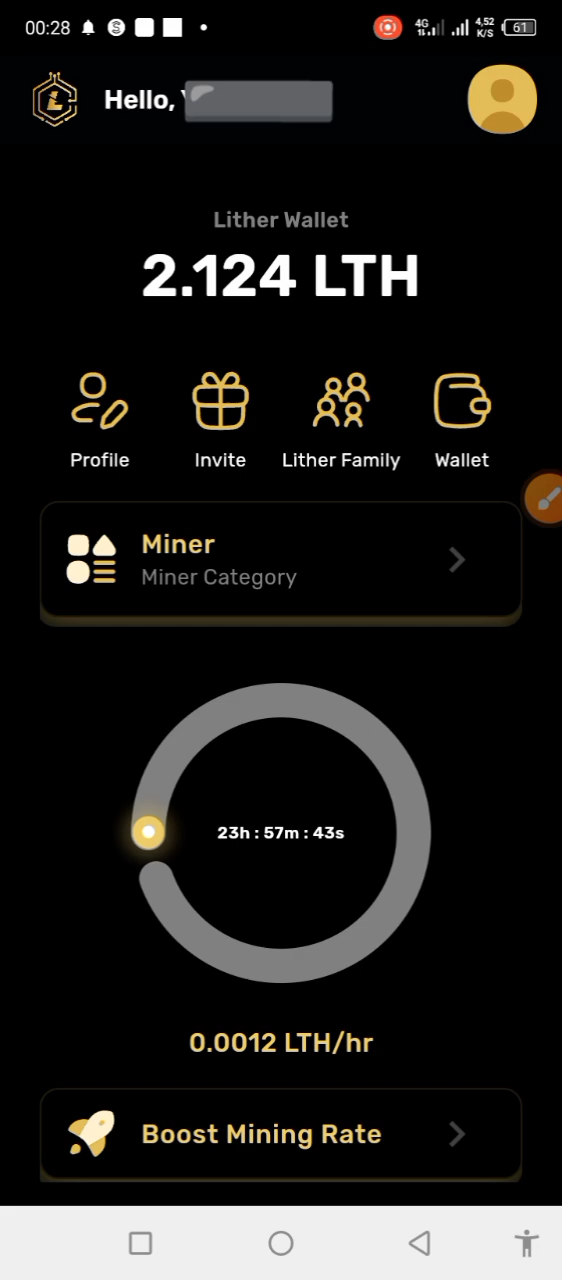 00:28
4G
4,52
K/S
61
Hello,
Lither Wallet
2.124 LTH
Profile
Invite
Lither Family
Wallet
Miner
Miner Category
23h : 57m : 43s
0.0012 LTH/hr
Boost Mining Rate